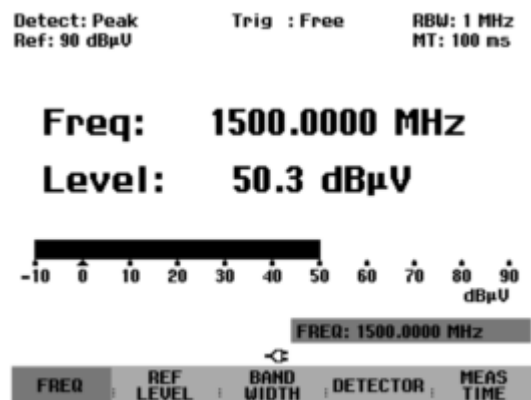 Detect: Peak Trig : Free RBW: 1 MHz
Ref: 90 dBµV MT: 100 ms
Freq: 1500.0000 MHz
Level: 50.3 dBµV
-10 0 10 20 30 40 50 60 70 80 90
dBµV
FREQ: 1500.0000 MHz
FREQ REF LEVEL BAND WIDTH DETECTOR MEAS TIME